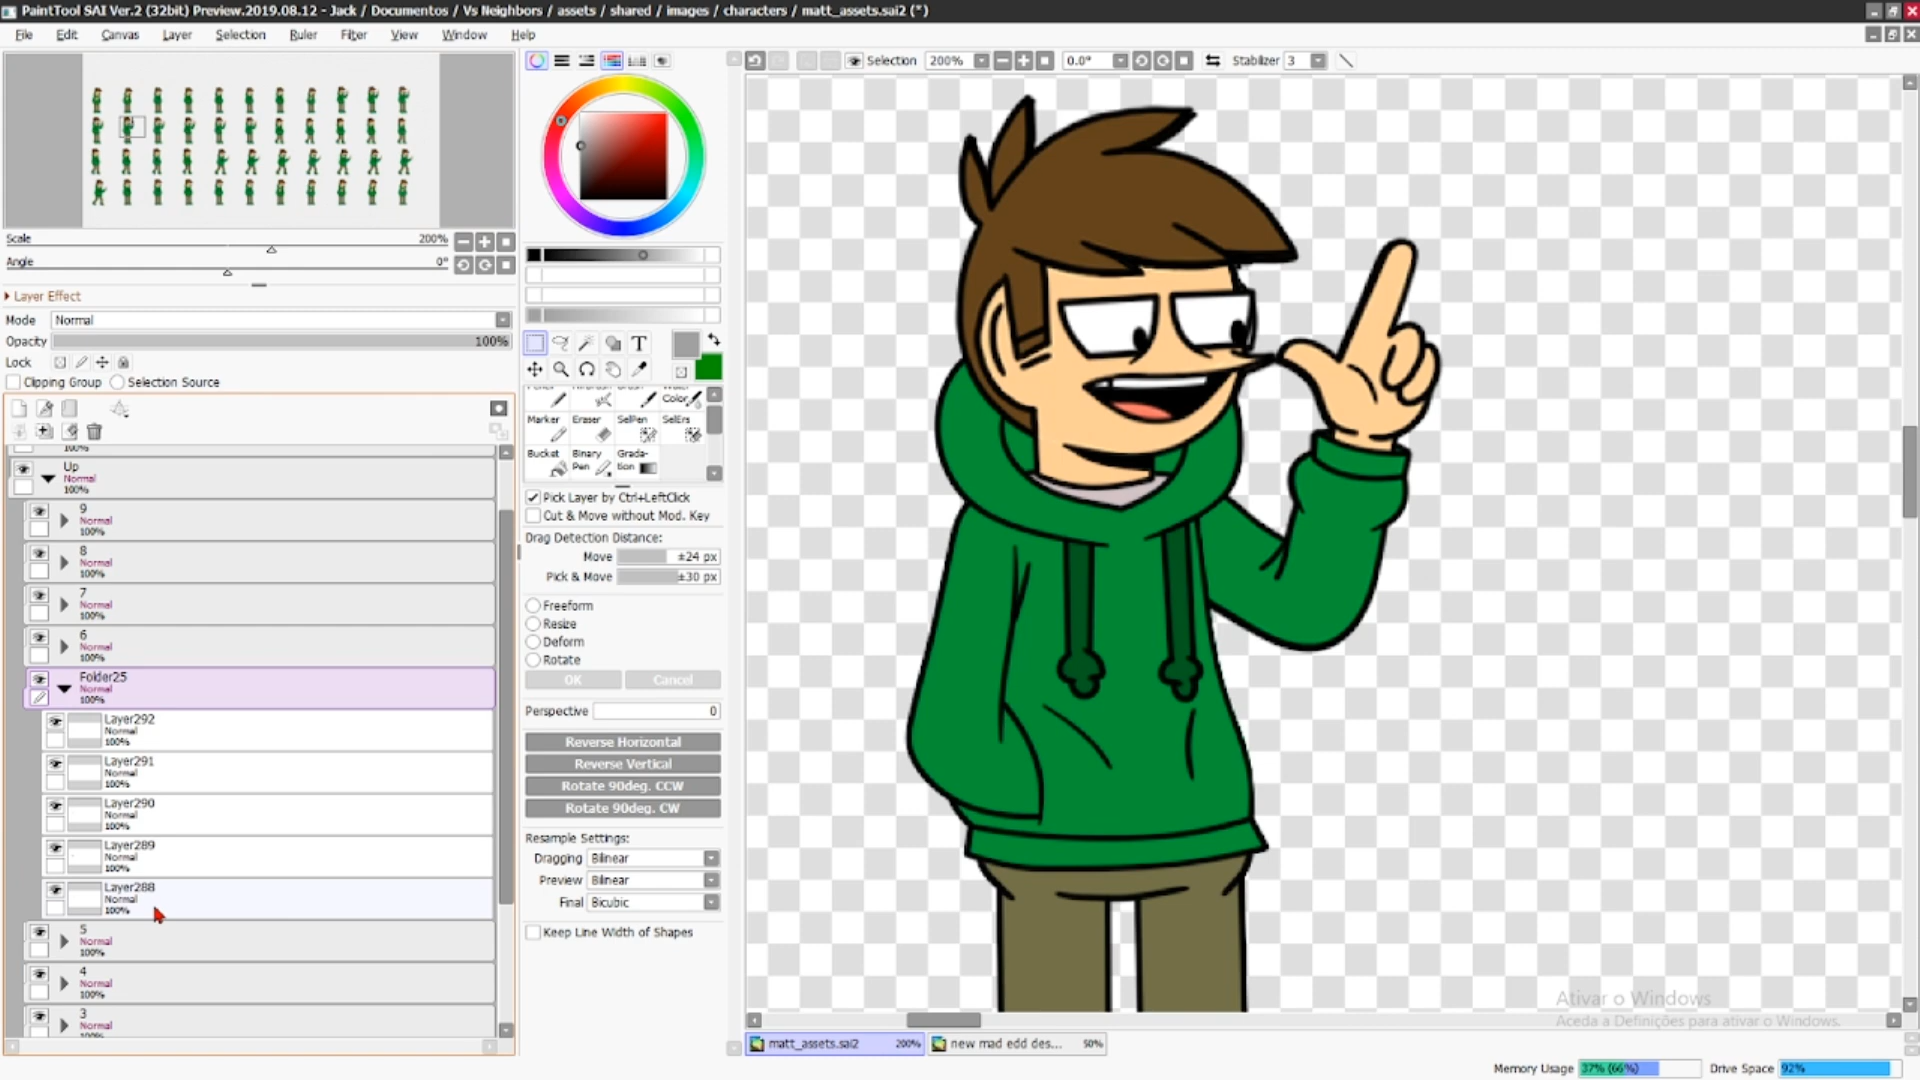 PaintTool SAI Ver.2 (32bit) Preview.2019.08.12 - Jack / Documentos / Vs Neighbors / assets / shared / images / characters / matt_assets.sai2 (*)
File Edit Canvas Layer Selection Ruler Filter View Window Help
Selection 200% 0.0° Stabilizer 3
Scale 200%
Angle 0°
Layer Effect
Mode Normal
Opacity 100%
Lock
Clipping Group Selection Source
100%
Up
Normal
100%
9
Normal
100%
8
Normal
100%
7
Normal
100%
6
Normal
100%
Folder25
Normal
100%
Layer292
Normal
100%
Layer291
Normal
100%
Layer290
Normal
100%
Layer289
Normal
100%
Layer288
Normal
100%
5
Normal
100%
4
Normal
100%
3
Normal
100%
T
Color
Marker Eraser SelPen SelErs
Bucket Binary Pen Grada-tion
Pick Layer by Ctrl+LeftClick
Cut & Move without Mod. Key
Drag Detection Distance:
Move ±24 px
Pick & Move ±30 px
Freeform
Resize
Deform
Rotate
OK Cancel
Perspective 0
Reverse Horizontal
Reverse Vertical
Rotate 90deg. CCW
Rotate 90deg. CW
Resample Settings:
Dragging Bilinear
Preview Bilinear
Final Bicubic
Keep Line Width of Shapes
Ativar o Windows
Aceda a Definições para ativar o Windows.
matt_assets.sai2 200% new mad edd des... 50%
Memory Usage 37% (66%) Drive Space 92%